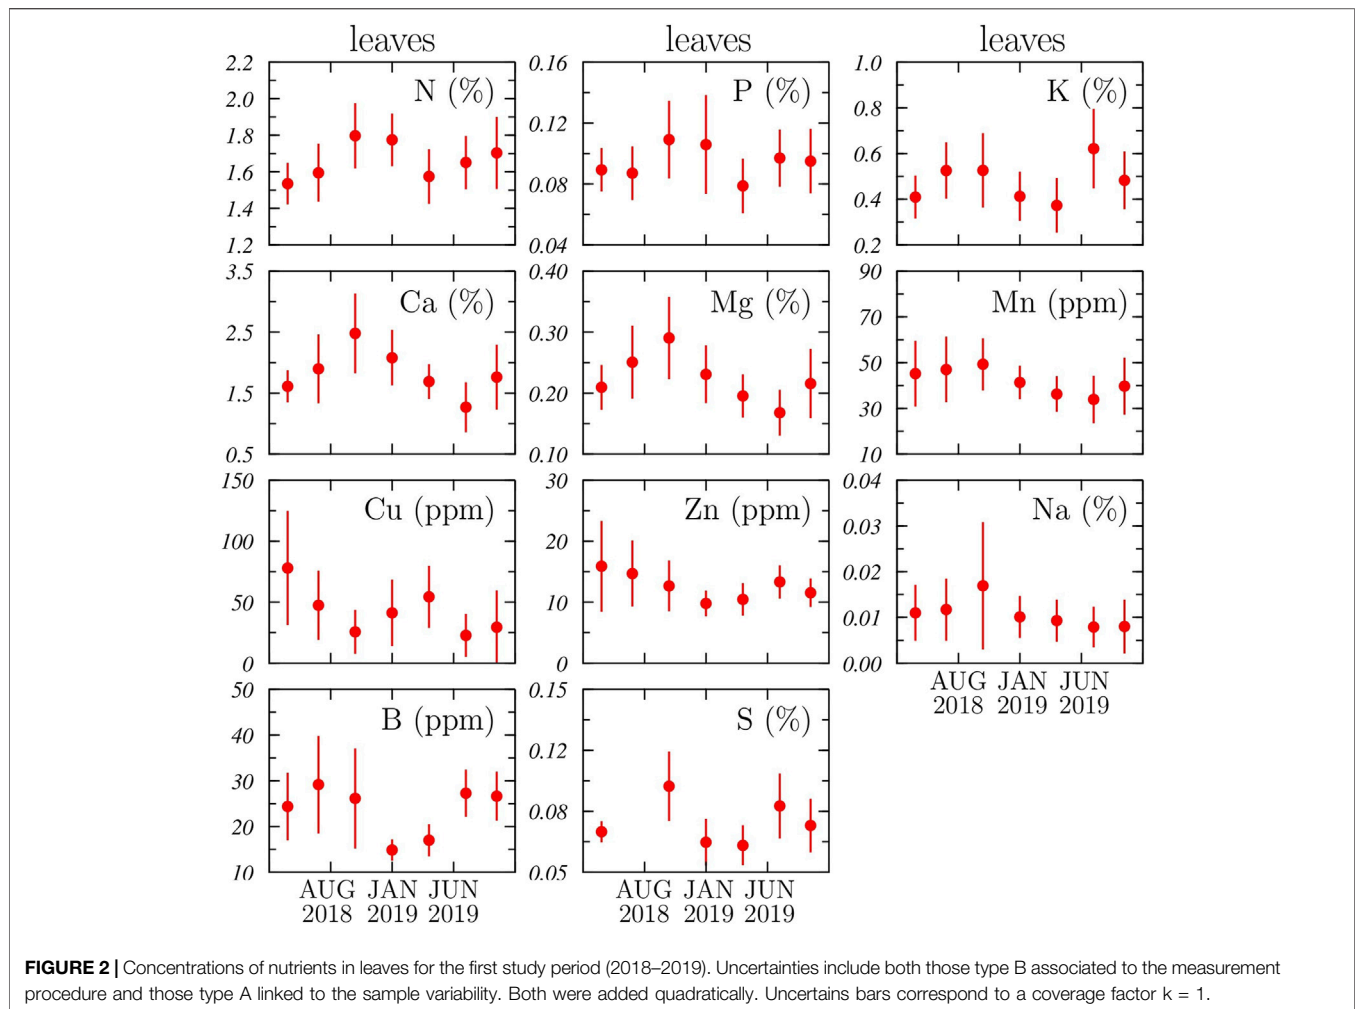 leaves leaves leaves
2.2
2.0
1.8
1.6
1.4
1.2
N (%)
0.16
0.12
0.08
0.04
P (%)
1.0
0.8
0.6
0.4
0.2
K (%)
3.5
2.5
1.5
0.5
Ca (%)
0.40
0.30
0.20
0.10
Mg (%)
90
70
50
30
10
Mn (ppm)
150
100
50
0
Cu (ppm)
30
20
10
0
Zn (ppm)
0.04
0.03
0.02
0.01
0.00
Na (%)
AUG JAN JUN
2018 2019 2019
50
40
30
20
10
B (ppm)
AUG JAN JUN
2018 2019 2019
0.15
0.12
0.08
0.05
S (%)
AUG JAN JUN
2018 2019 2019
FIGURE 2 | Concentrations of nutrients in leaves for the first study period (2018–2019). Uncertainties include both those type B associated to the measurement
procedure and those type A linked to the sample variability. Both were added quadratically. Uncertains bars correspond to a coverage factor k = 1.